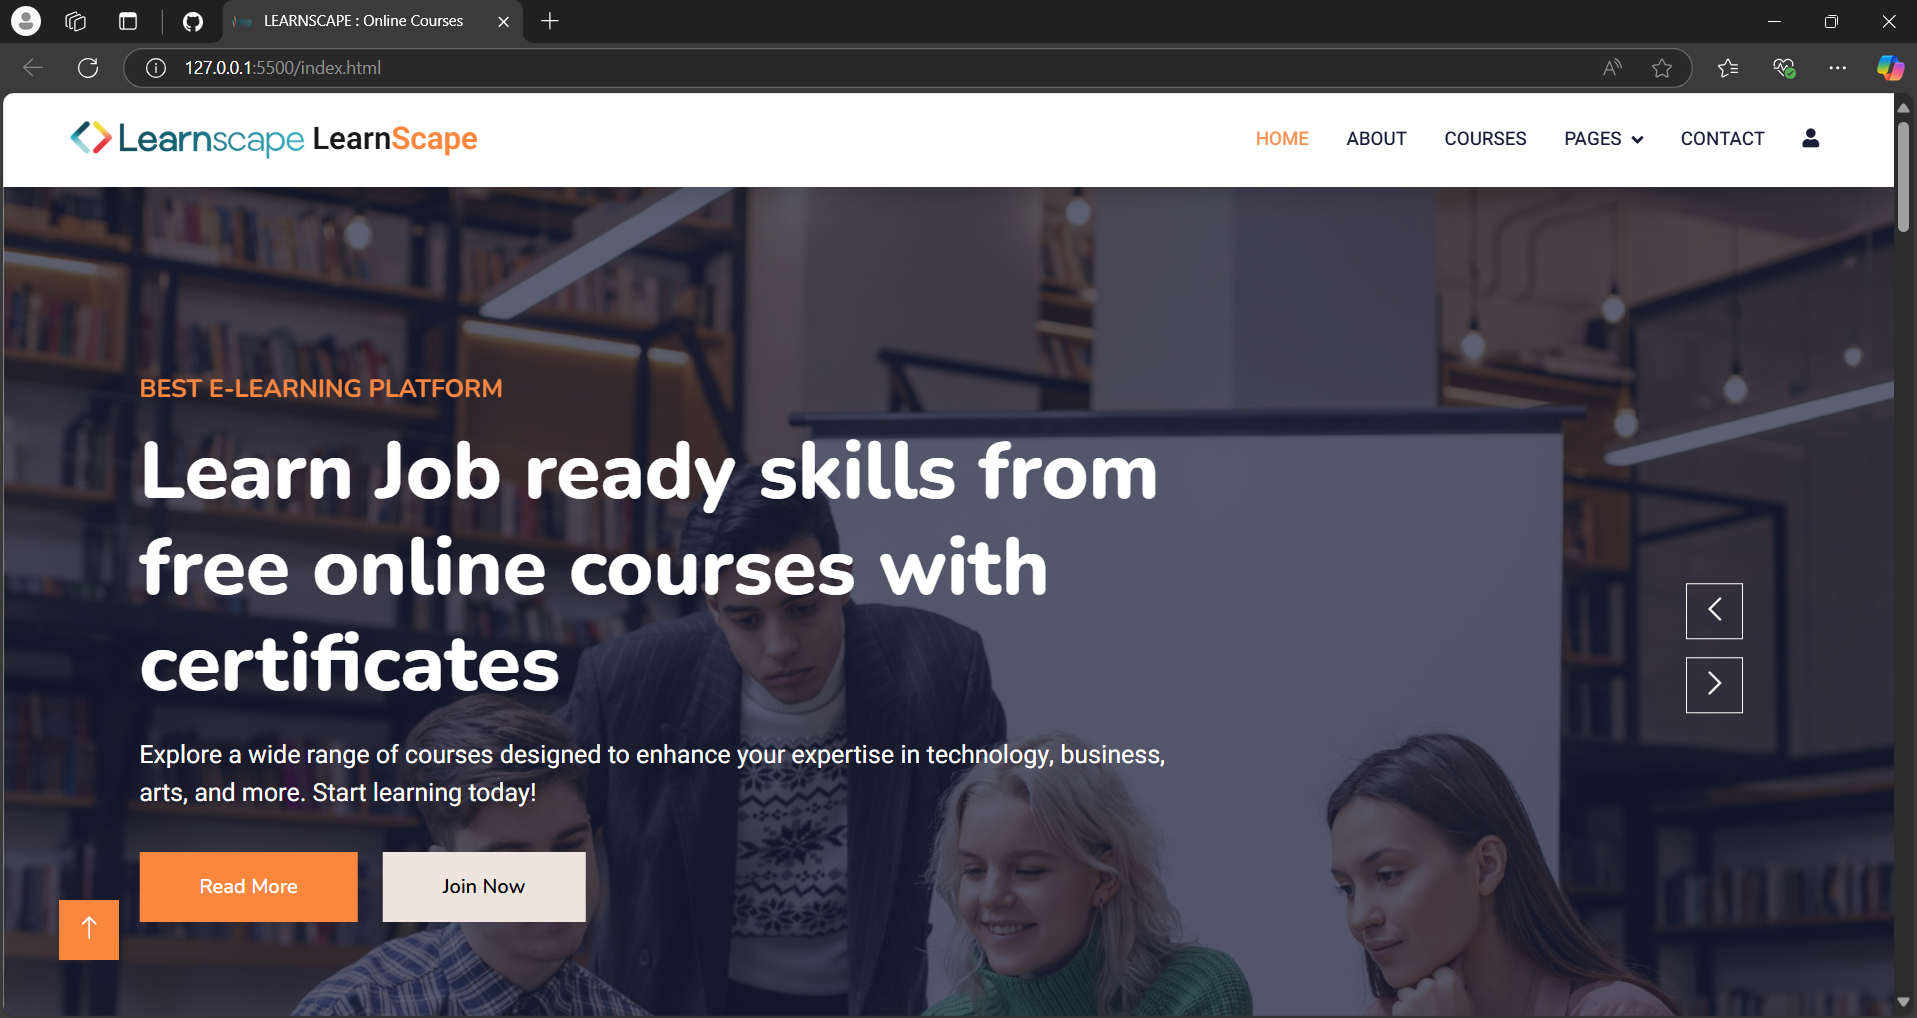 LEARNSCAPE : Online Courses
127.0.0.1:5500/index.html
Learnscape LearnScape
HOME ABOUT COURSES PAGES CONTACT
BEST E-LEARNING PLATFORM
Learn Job ready skills from
free online courses with
certificates
Explore a wide range of courses designed to enhance your expertise in technology, business,
arts, and more. Start learning today!
Read More Join Now